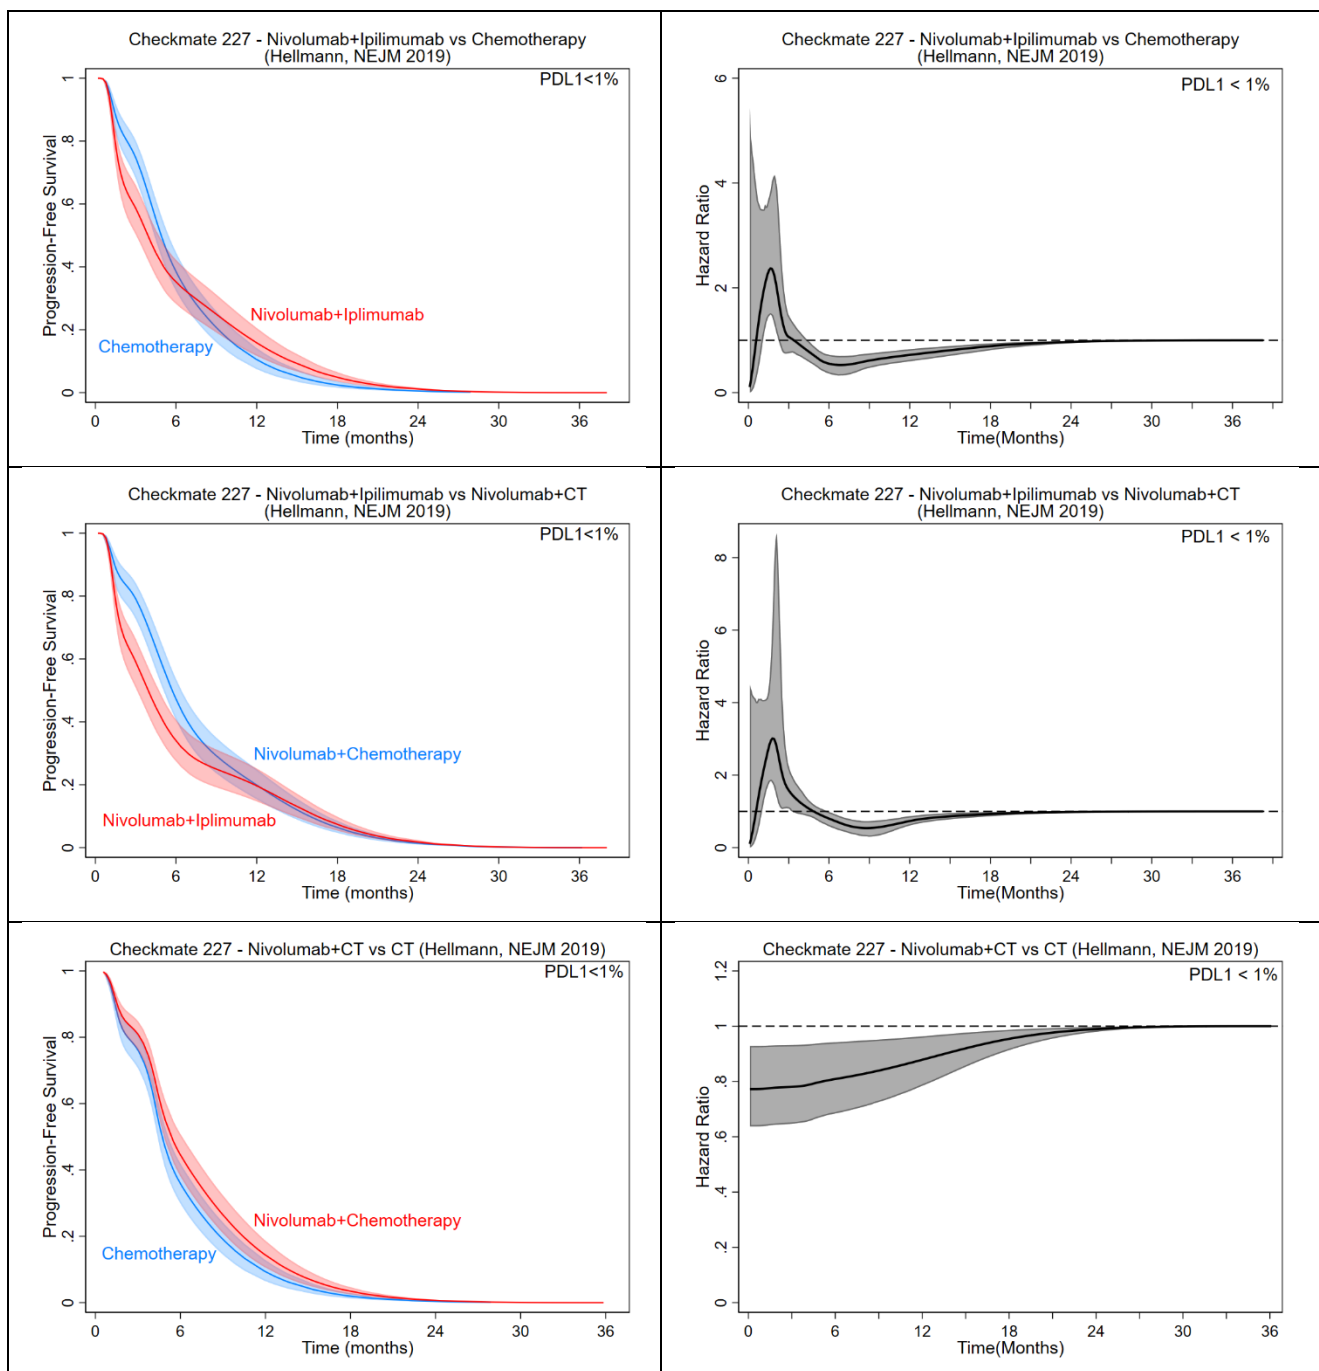 Checkmate 227 - Nivolumab+Ipilimumab vs Chemotherapy
(Hellmann, NEJM 2019)
PDL1<1%
Progression-Free Survival
1
.8
.6
.4
.2
0
Nivolumab+Iplimumab
Chemotherapy
0 6 12 18 24 30 36
Time (months)
Checkmate 227 - Nivolumab+Ipilimumab vs Chemotherapy
(Hellmann, NEJM 2019)
PDL1 < 1%
Hazard Ratio
6
4
2
0
0 6 12 18 24 30 36
Time(Months)
Checkmate 227 - Nivolumab+Ipilimumab vs Nivolumab+CT
(Hellmann, NEJM 2019)
PDL1<1%
Progression-Free Survival
1
.8
.6
.4
.2
0
Nivolumab+Chemotherapy
Nivolumab+Iplimumab
0 6 12 18 24 30 36
Time (months)
Checkmate 227 - Nivolumab+Ipilimumab vs Nivolumab+CT
(Hellmann, NEJM 2019)
PDL1 < 1%
Hazard Ratio
8
6
4
2
0
0 6 12 18 24 30 36
Time(Months)
Checkmate 227 - Nivolumab+CT vs CT (Hellmann, NEJM 2019)
PDL1<1%
Progression-Free Survival
1
.8
.6
.4
.2
0
Nivolumab+Chemotherapy
Chemotherapy
0 6 12 18 24 30 36
Time (months)
Checkmate 227 - Nivolumab+CT vs CT (Hellmann, NEJM 2019)
PDL1 < 1%
Hazard Ratio
1.2
1
.8
.6
.4
.2
0
0 6 12 18 24 30 36
Time(Months)